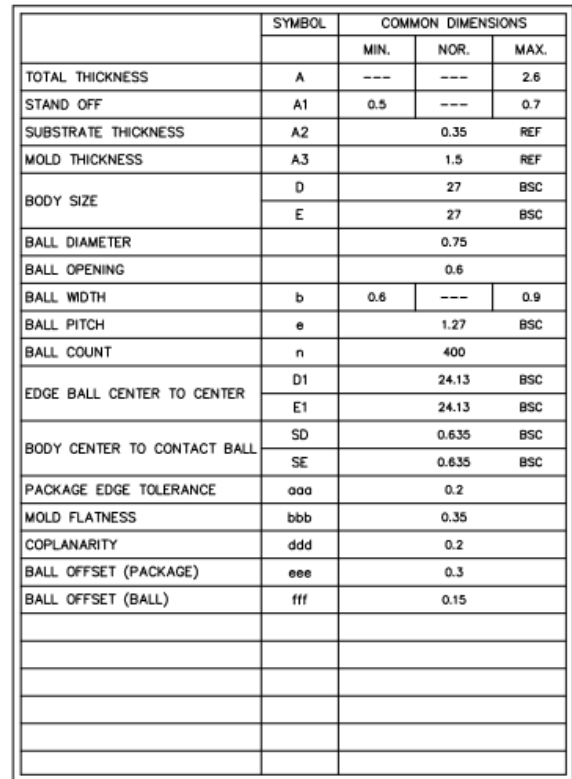 SYMBOL COMMON DIMENSIONS
MIN. NOR. MAX.
TOTAL THICKNESS A --- --- 2.6
STAND OFF A1 0.5 --- 0.7
SUBSTRATE THICKNESS A2 0.35 REF
MOLD THICKNESS A3 1.5 REF
BODY SIZE D 27 BSC
E 27 BSC
BALL DIAMETER 0.75
BALL OPENING 0.6
BALL WIDTH b 0.6 --- 0.9
BALL PITCH e 1.27 BSC
BALL COUNT n 400
EDGE BALL CENTER TO CENTER D1 24.13 BSC
E1 24.13 BSC
BODY CENTER TO CONTACT BALL SD 0.635 BSC
SE 0.635 BSC
PACKAGE EDGE TOLERANCE aaa 0.2
MOLD FLATNESS bbb 0.35
COPLANARITY ddd 0.2
BALL OFFSET (PACKAGE) eee 0.3
BALL OFFSET (BALL) fff 0.15